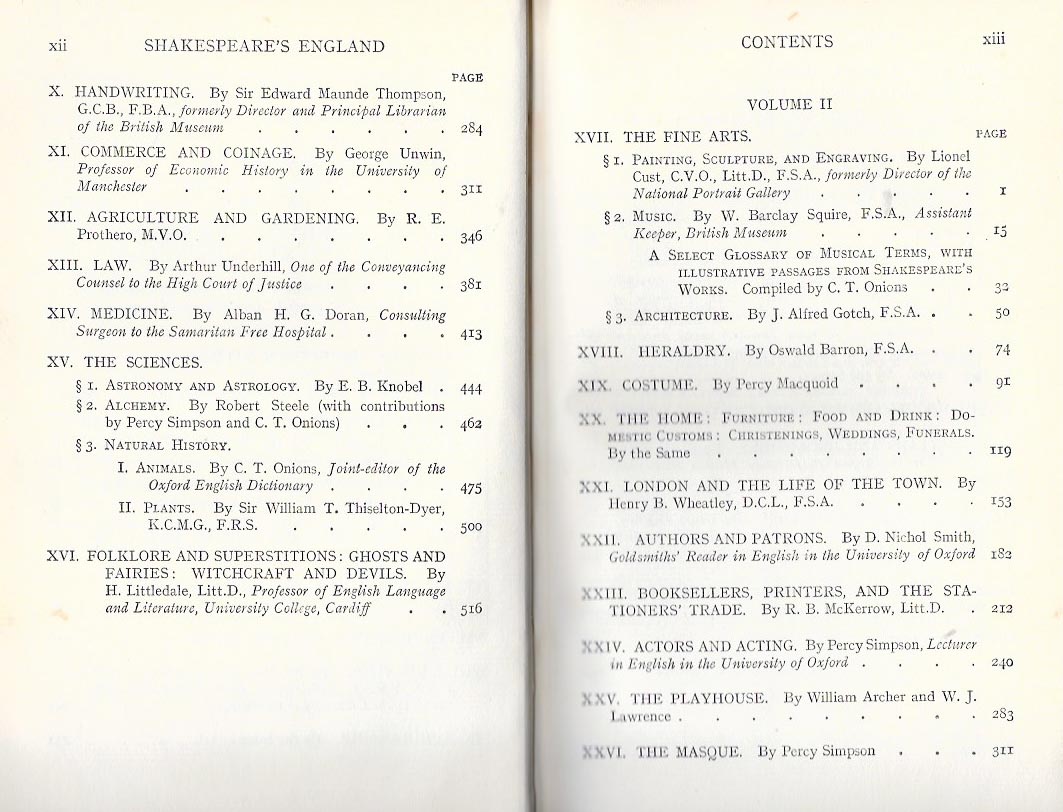 xii SHAKESPEARE'S ENGLAND
PAGE
X. HANDWRITING. By Sir Edward Maunde Thompson,
G.C.B., F.B.A., formerly Director and Principal Librarian
of the British Museum . . . . . . 284
XI. COMMERCE AND COINAGE. By George Unwin,
Professor of Economic History in the University of
Manchester . . . . . . . . 311
XII. AGRICULTURE AND GARDENING. By R. E.
Prothero, M.V.O. . . . . . . . 346
XIII. LAW. By Arthur Underhill, One of the Conveyancing
Counsel to the High Court of Justice . . . . 381
XIV. MEDICINE. By Alban H. G. Doran, Consulting
Surgeon to the Samaritan Free Hospital . . . . 413
XV. THE SCIENCES.
§ 1. ASTRONOMY AND ASTROLOGY. By E. B. Knobel . 444
§ 2. ALCHEMY. By Robert Steele (with contributions
by Percy Simpson and C. T. Onions) . . . 462
§ 3. NATURAL HISTORY.
I. ANIMALS. By C. T. Onions, Joint-editor of the
Oxford English Dictionary . . . . 475
II. PLANTS. By Sir William T. Thiselton-Dyer,
K.C.M.G., F.R.S. . . . . . 500
XVI. FOLKLORE AND SUPERSTITIONS: GHOSTS AND
FAIRIES: WITCHCRAFT AND DEVILS. By
H. Littledale, Litt.D., Professor of English Language
and Literature, University College, Cardiff . . 516
CONTENTS xiii
VOLUME II
XVII. THE FINE ARTS. PAGE
§ 1. PAINTING, SCULPTURE, AND ENGRAVING. By Lionel
Cust, C.V.O., Litt.D., F.S.A., formerly Director of the
National Portrait Gallery . . . . . 1
§ 2. MUSIC. By W. Barclay Squire, F.S.A., Assistant
Keeper, British Museum . . . . . 15
A SELECT GLOSSARY OF MUSICAL TERMS, WITH
ILLUSTRATIVE PASSAGES FROM SHAKESPEARE'S
WORKS. Compiled by C. T. Onions . . 32
§ 3. ARCHITECTURE. By J. Alfred Gotch, F.S.A. . . 50
XVIII. HERALDRY. By Oswald Barron, F.S.A. . . 74
XIX. COSTUME. By Percy Macquoid . . . . 91
XX. THE HOME: FURNITURE: FOOD AND DRINK: DO-
MESTIC CUSTOMS: CHRISTENINGS, WEDDINGS, FUNERALS.
By the Same . . . . . . . . 119
XXI. LONDON AND THE LIFE OF THE TOWN. By
Henry B. Wheatley, D.C.L., F.S.A. . . . . 153
XXII. AUTHORS AND PATRONS. By D. Nichol Smith,
Goldsmiths' Reader in English in the University of Oxford 182
XXIII. BOOKSELLERS, PRINTERS, AND THE STA-
TIONERS' TRADE. By R. B. McKerrow, Litt.D. . 212
XXIV. ACTORS AND ACTING. By Percy Simpson, Lecturer
in English in the University of Oxford . . . . 240
XXV. THE PLAYHOUSE. By William Archer and W. J.
Lawrence . . . . . . . . . 283
XXVI. THE MASQUE. By Percy Simpson . . . 311